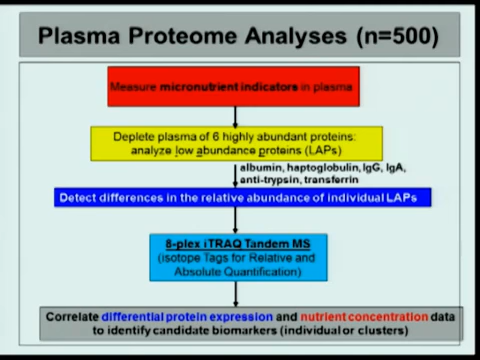 Plasma Proteome Analyses (n=500)
Measure micronutrient indicators in plasma
Deplete plasma of 6 highly abundant proteins:
analyze low abundance proteins (LAPs)
albumin, haptoglobulin, IgG, IgA,
anti-trypsin, transferrin
Detect differences in the relative abundance of individual LAPs
8-plex iTRAQ Tandem MS
(isotope Tags for Relative and
Absolute Quantification)
Correlate differential protein expression and nutrient concentration data
to identify candidate biomarkers (individual or clusters)